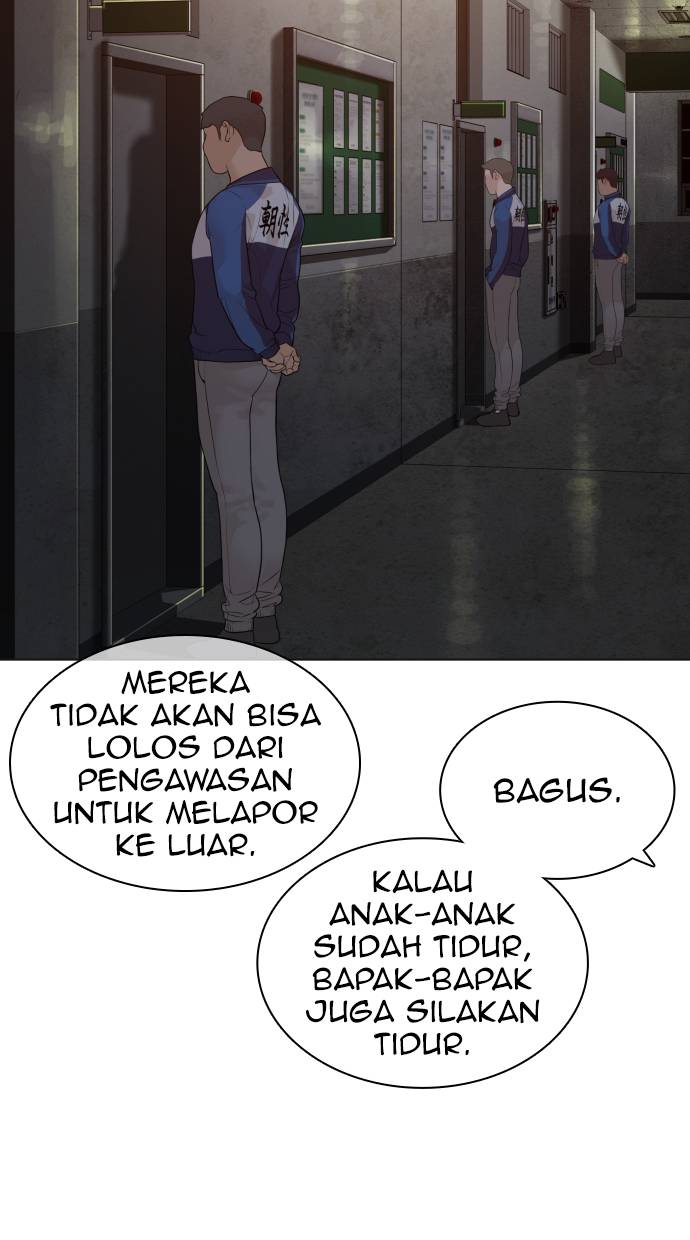 MEREKA
TIDAK AKAN BISA
LOLOS DARI
PENGAWASAN
UNTUK MELAPOR
KE LUAR.
BAGUS.
KALAU
ANAK-ANAK
SUDAH TIDUR,
BAPAK-BAPAK
JUGA SILAKAN
TIDUR.